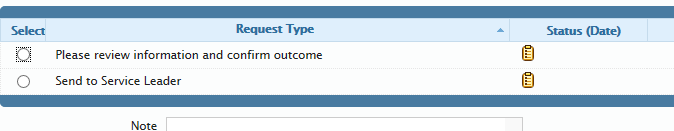 Select Request Type Status (Date)
Please review information and confirm outcome
Send to Service Leader
Note